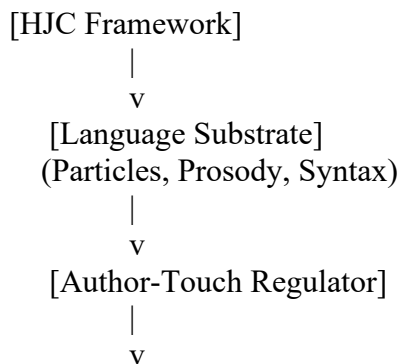 [HJC Framework]
|
v
[Language Substrate]
(Particles, Prosody, Syntax)
|
v
[Author-Touch Regulator]
|
v